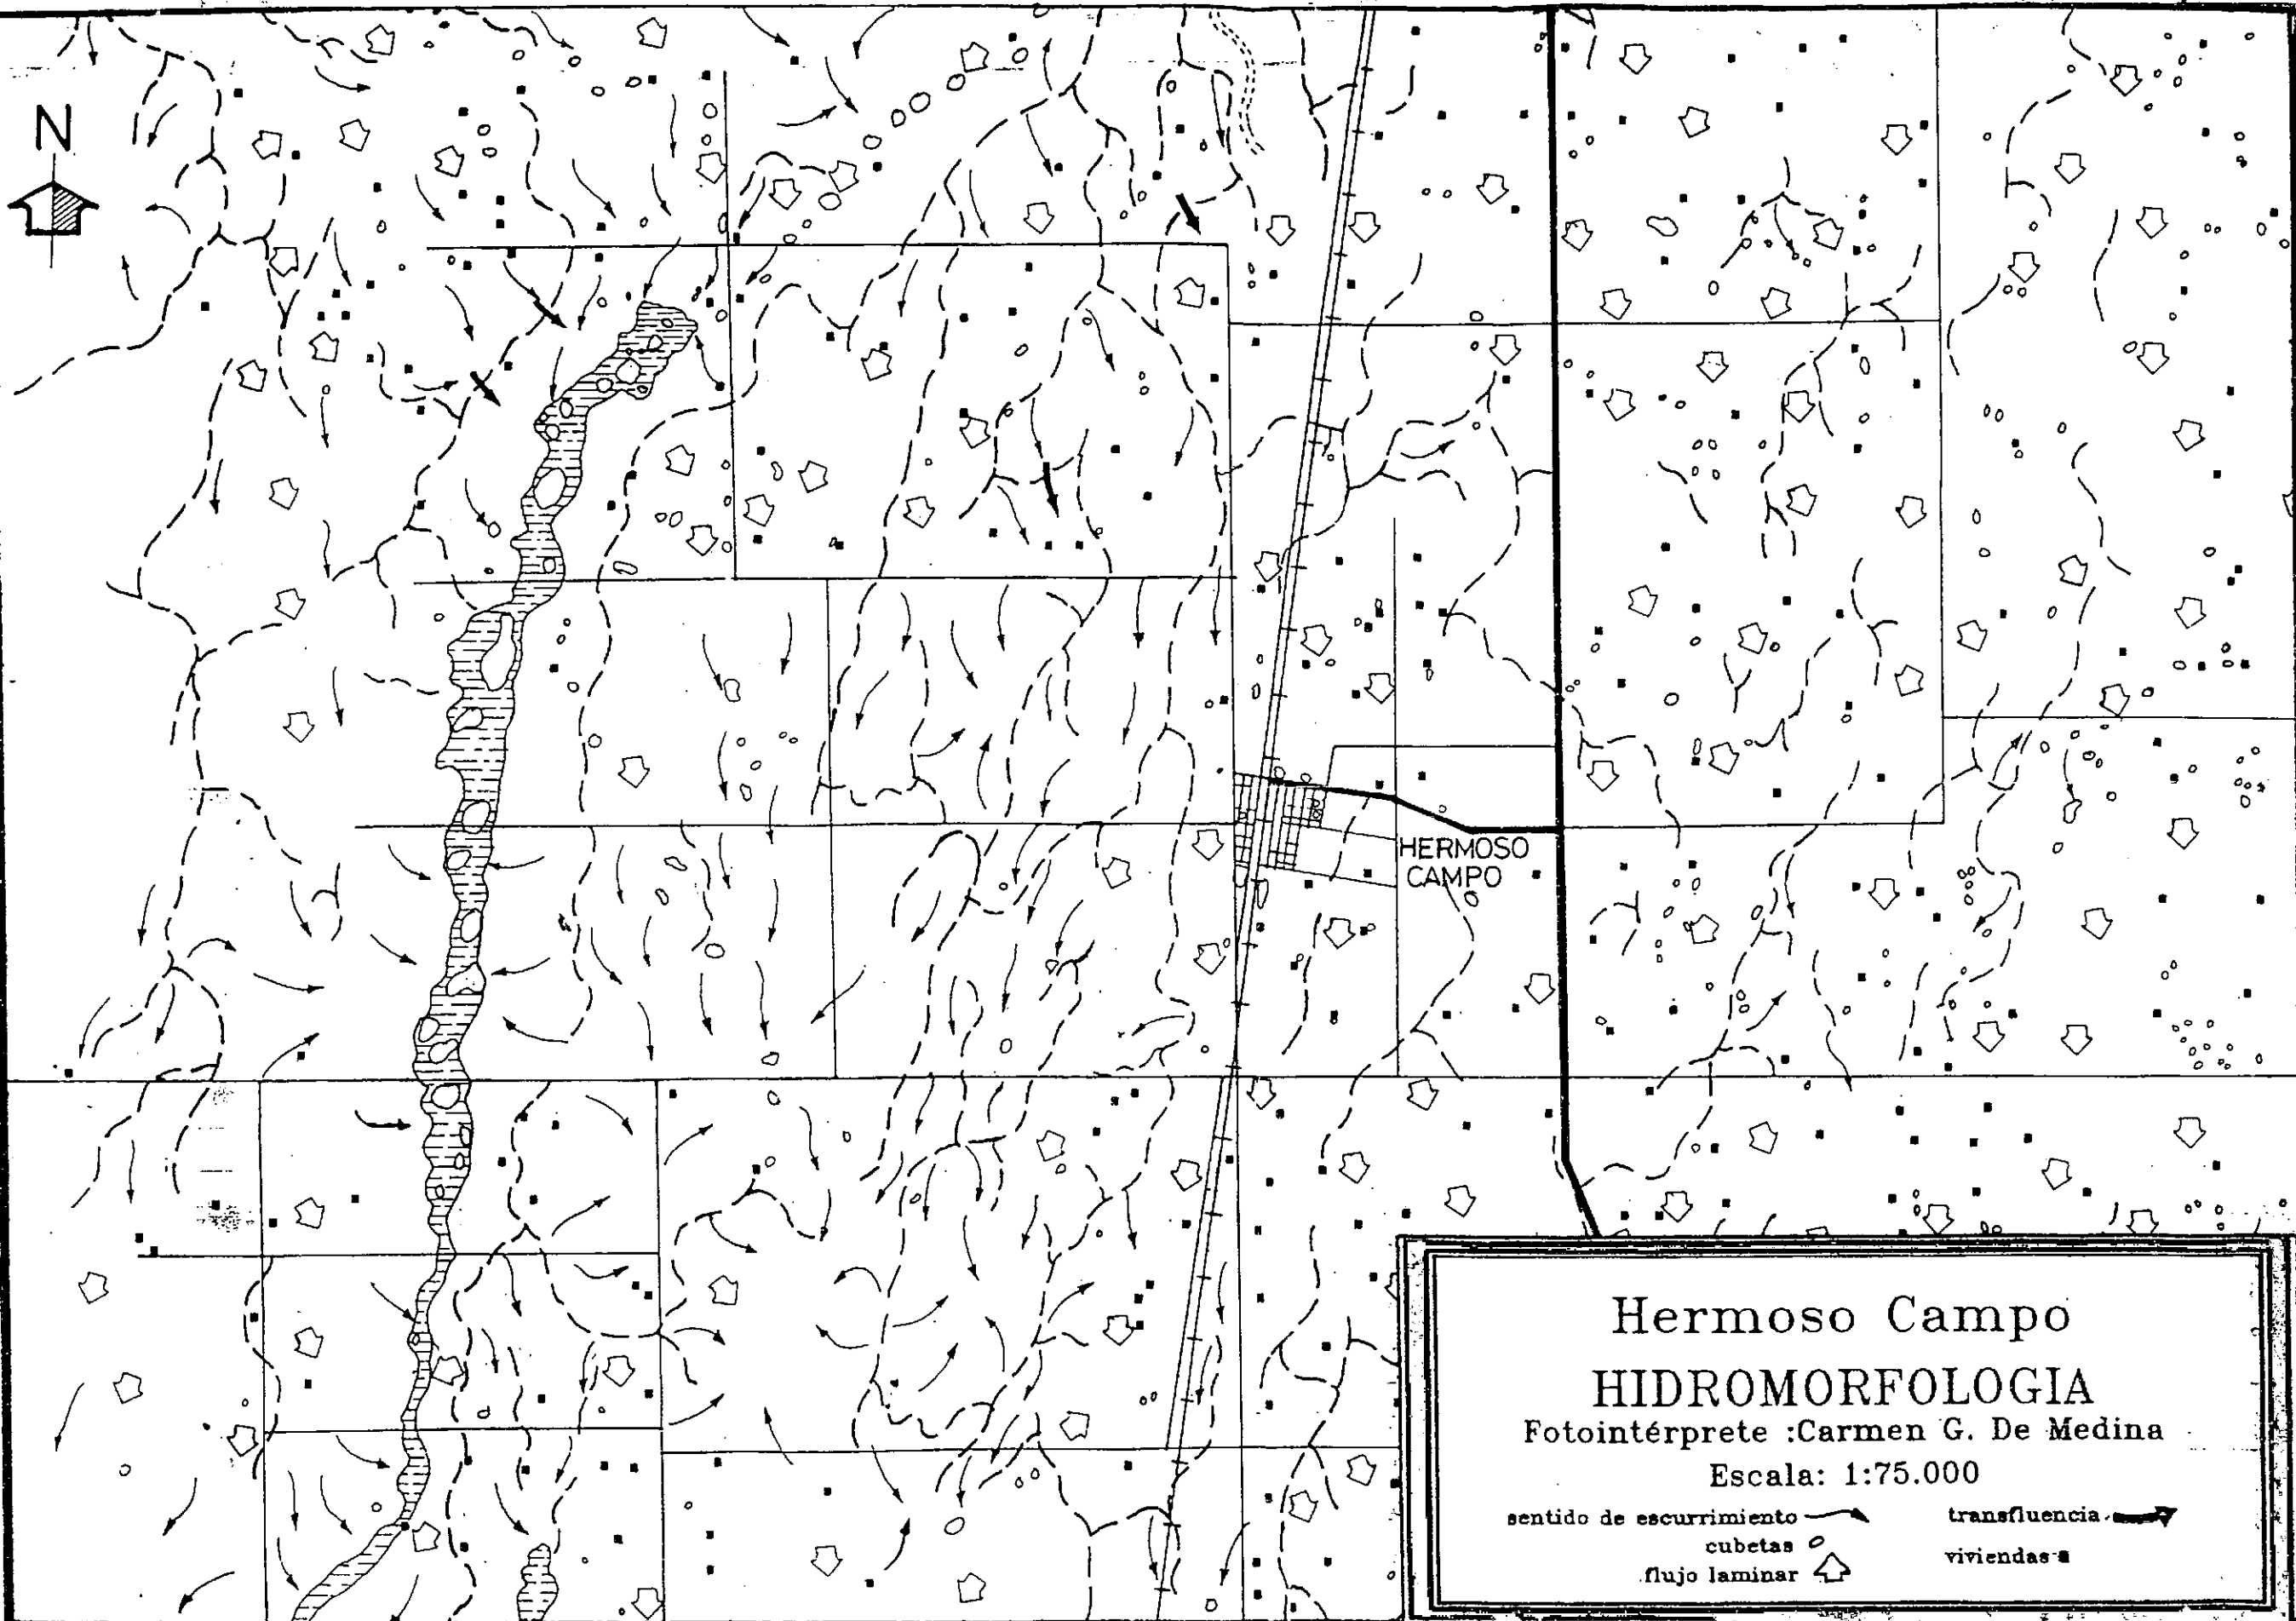 N
HERMOSO
CAMPO
Hermoso Campo
HIDROMORFOLOGIA
Fotointérprete :Carmen G. De Medina
Escala: 1:75.000
sentido de escurrimiento
transfluencia
cubetas
viviendas
flujo laminar